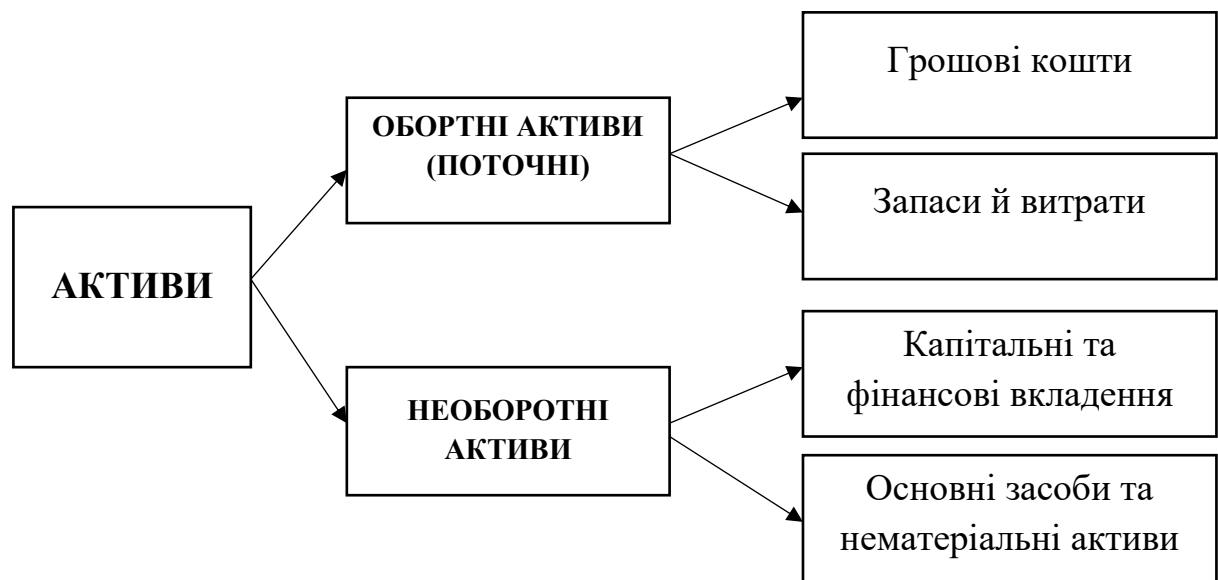 АКТИВИ
ОБОРТНІ АКТИВИ
(ПОТОЧНІ)
Грошові кошти
Запаси й витрати
НЕОБОРОТНІ
АКТИВИ
Капітальні та
фінансові вкладення
Основні засоби та
нематеріальні активи